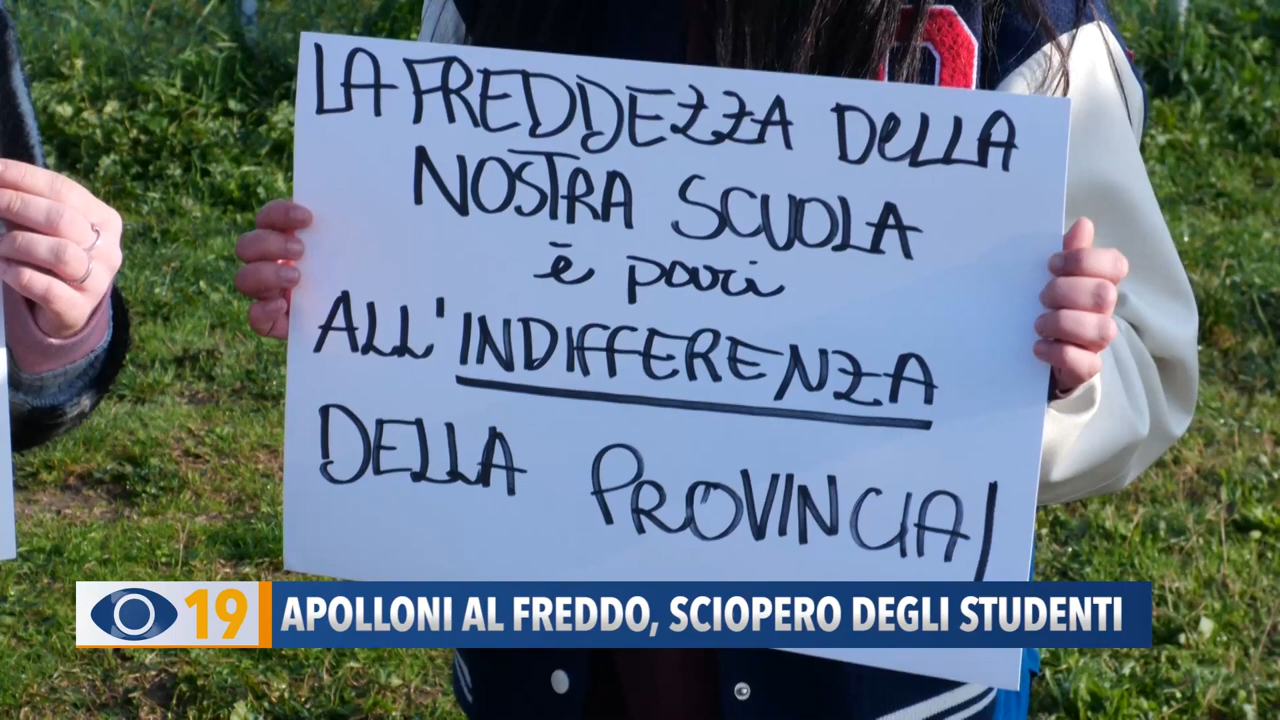 LA FREDDEZZA DELLA
NOSTRA SCUOLA
è pari
ALL'INDIFFERENZA
DELLA PROVINCIA!
19 APOLLONI AL FREDDO, SCIOPERO DEGLI STUDENTI